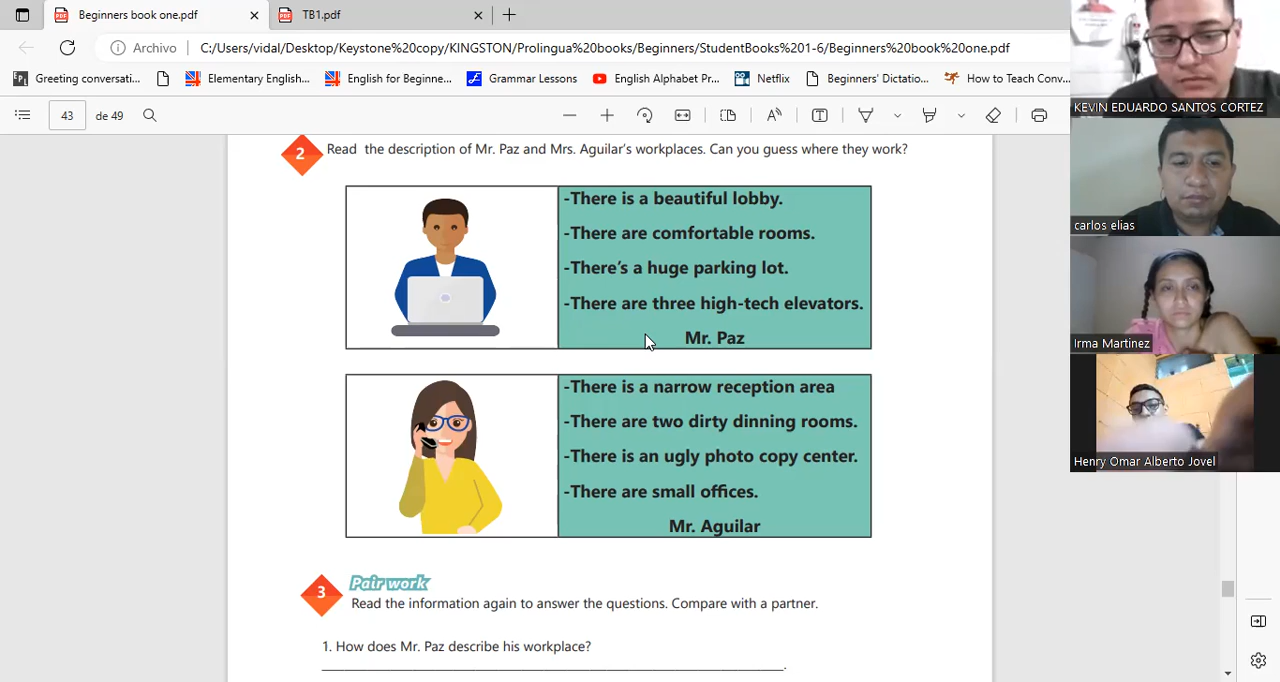 Beginners book one.pdf
TB1.pdf
Archivo
C:/Users/vidal/Desktop/Keystone%20copy/KINGSTON/Prolingua%20books/Beginners/StudentBooks%201-6/Beginners%20book%20one.pdf
Greeting conversati...
Elementary English...
English for Beginne...
Grammar Lessons
English Alphabet Pr...
Netflix
Beginners' Dictatio...
How to Teach Conv...
43
de 49
2
Read the description of Mr. Paz and Mrs. Aguilar's workplaces. Can you guess where they work?
-There is a beautiful lobby.
-There are comfortable rooms.
-There's a huge parking lot.
-There are three high-tech elevators.
Mr. Paz
-There is a narrow reception area
-There are two dirty dinning rooms.
-There is an ugly photo copy center.
-There are small offices.
Mr. Aguilar
3
Pair work
Read the information again to answer the questions. Compare with a partner.
1. How does Mr. Paz describe his workplace?
KEVIN EDUARDO SANTOS CORTEZ
carlos elias
Irma Martinez
Henry Omar Alberto Jovel